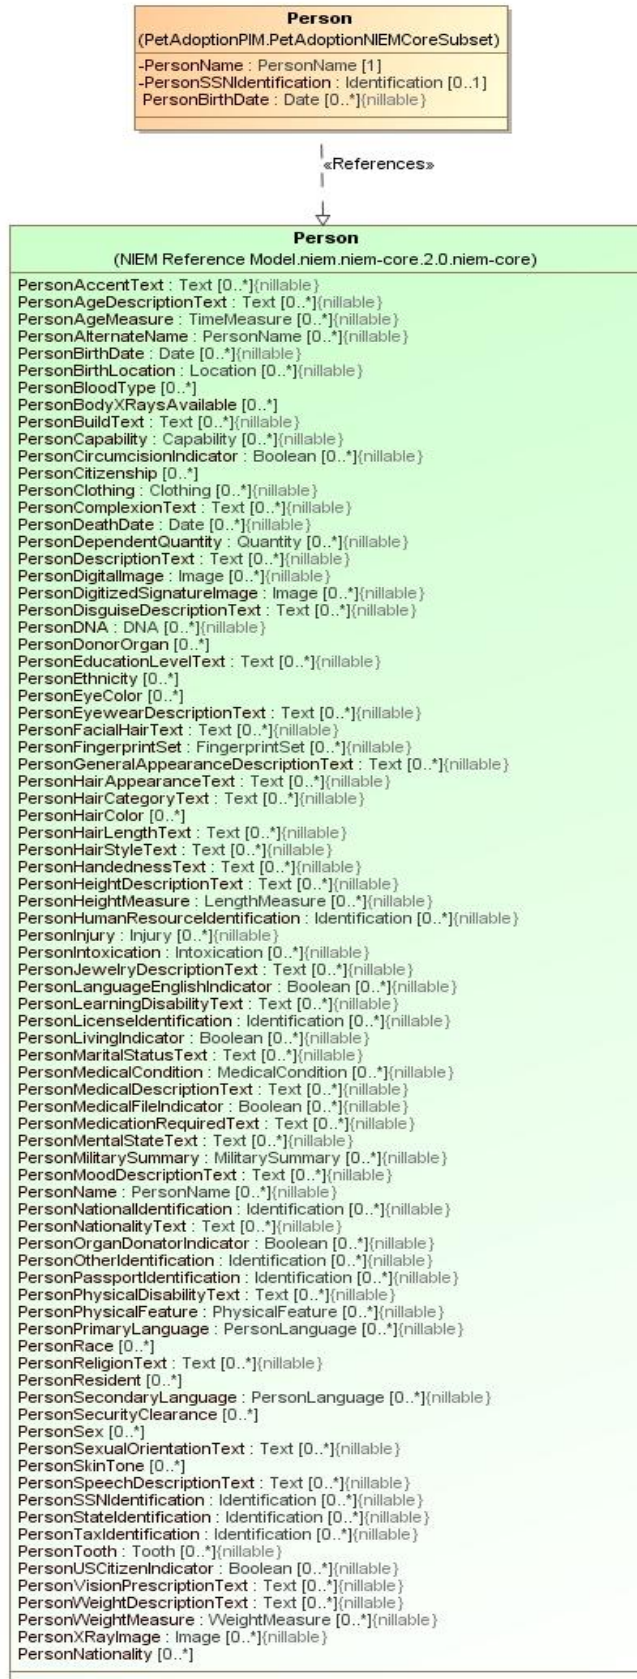 Person
(PetAdoptionPIM.PetAdoptionNIEMCoreSubset)
-PersonName : PersonName [1]
-PersonSSNIdentification : Identification [0..1]
PersonBirthDate : Date [0..*]{nillable}
«References»
Person
(NIEM Reference Model.niem.niem-core.2.0.niem-core)
PersonAccentText : Text [0..*]{nillable}
PersonAgeDescriptionText : Text [0..*]{nillable}
PersonAgeMeasure : TimeMeasure [0..*]{nillable}
PersonAlternateName : PersonName [0..*]{nillable}
PersonBirthDate : Date [0..*]{nillable}
PersonBirthLocation : Location [0..*]{nillable}
PersonBloodType [0..*]
PersonBodyXRaysAvailable [0..*]
PersonBuildText : Text [0..*]{nillable}
PersonCapability : Capability [0..*]{nillable}
PersonCircumcisionIndicator : Boolean [0..*]{nillable}
PersonCitizenship [0..*]
PersonClothing : Clothing [0..*]{nillable}
PersonComplexionText : Text [0..*]{nillable}
PersonDeathDate : Date [0..*]{nillable}
PersonDependentQuantity : Quantity [0..*]{nillable}
PersonDescriptionText : Text [0..*]{nillable}
PersonDigitalImage : Image [0..*]{nillable}
PersonDigitizedSignatureImage : Image [0..*]{nillable}
PersonDisguiseDescriptionText : Text [0..*]{nillable}
PersonDNA : DNA [0..*]{nillable}
PersonDonorOrgan [0..*]
PersonEducationLevelText : Text [0..*]{nillable}
PersonEthnicity [0..*]
PersonEyeColor [0..*]
PersonEyewearDescriptionText : Text [0..*]{nillable}
PersonFacialHairText : Text [0..*]{nillable}
PersonFingerprintSet : FingerprintSet [0..*]{nillable}
PersonGeneralAppearanceDescriptionText : Text [0..*]{nillable}
PersonHairAppearanceText : Text [0..*]{nillable}
PersonHairCategoryText : Text [0..*]{nillable}
PersonHairColor [0..*]
PersonHairLengthText : Text [0..*]{nillable}
PersonHairStyleText : Text [0..*]{nillable}
PersonHandednessText : Text [0..*]{nillable}
PersonHeightDescriptionText : Text [0..*]{nillable}
PersonHeightMeasure : LengthMeasure [0..*]{nillable}
PersonHumanResourceIdentification : Identification [0..*]{nillable}
PersonInjury : Injury [0..*]{nillable}
PersonIntoxication : Intoxication [0..*]{nillable}
PersonJewelryDescriptionText : Text [0..*]{nillable}
PersonLanguageEnglishIndicator : Boolean [0..*]{nillable}
PersonLearningDisabilityText : Text [0..*]{nillable}
PersonLicenseIdentification : Identification [0..*]{nillable}
PersonLivingIndicator : Boolean [0..*]{nillable}
PersonMaritalStatusText : Text [0..*]{nillable}
PersonMedicalCondition : MedicalCondition [0..*]{nillable}
PersonMedicalDescriptionText : Text [0..*]{nillable}
PersonMedicalFileIndicator : Boolean [0..*]{nillable}
PersonMedicationRequiredText : Text [0..*]{nillable}
PersonMentalStateText : Text [0..*]{nillable}
PersonMilitarySummary : MilitarySummary [0..*]{nillable}
PersonMoodDescriptionText : Text [0..*]{nillable}
PersonName : PersonName [0..*]{nillable}
PersonNationalIdentification : Identification [0..*]{nillable}
PersonNationalityText : Text [0..*]{nillable}
PersonOrganDonatorIndicator : Boolean [0..*]{nillable}
PersonOtherIdentification : Identification [0..*]{nillable}
PersonPassportIdentification : Identification [0..*]{nillable}
PersonPhysicalDisabilityText : Text [0..*]{nillable}
PersonPhysicalFeature : PhysicalFeature [0..*]{nillable}
PersonPrimaryLanguage : PersonLanguage [0..*]{nillable}
PersonRace [0..*]
PersonReligionText : Text [0..*]{nillable}
PersonResident [0..*]
PersonSecondaryLanguage : PersonLanguage [0..*]{nillable}
PersonSecurityClearance [0..*]
PersonSex [0..*]
PersonSexualOrientationText : Text [0..*]{nillable}
PersonSkinTone [0..*]
PersonSpeechDescriptionText : Text [0..*]{nillable}
PersonSSNIdentification : Identification [0..*]{nillable}
PersonStateIdentification : Identification [0..*]{nillable}
PersonTaxIdentification : Identification [0..*]{nillable}
PersonTooth : Tooth [0..*]{nillable}
PersonUSCitizenIndicator : Boolean [0..*]{nillable}
PersonVisionPrescriptionText : Text [0..*]{nillable}
PersonWeightDescriptionText : Text [0..*]{nillable}
PersonWeightMeasure : WeightMeasure [0..*]{nillable}
PersonXRayImage : Image [0..*]{nillable}
PersonNationality [0..*]